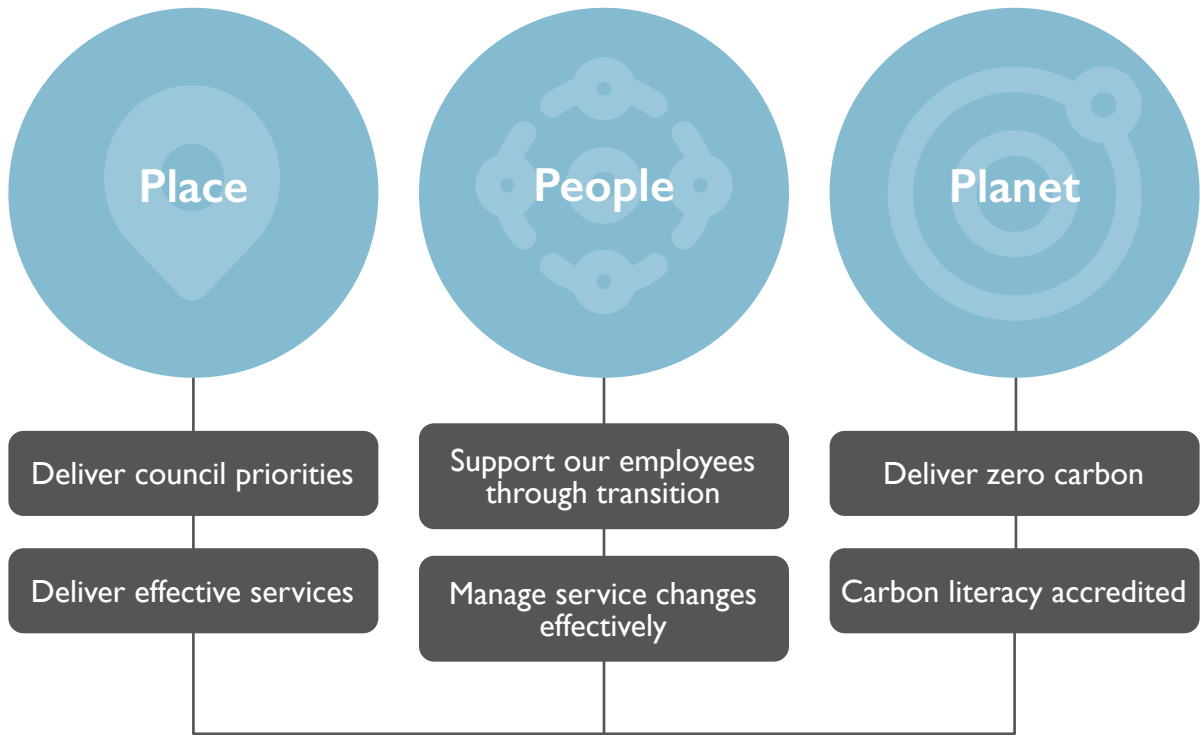 Place
Deliver council priorities
Deliver effective services
People
Support our employees
through transition
Manage service changes
effectively
Planet
Deliver zero carbon
Carbon literacy accredited